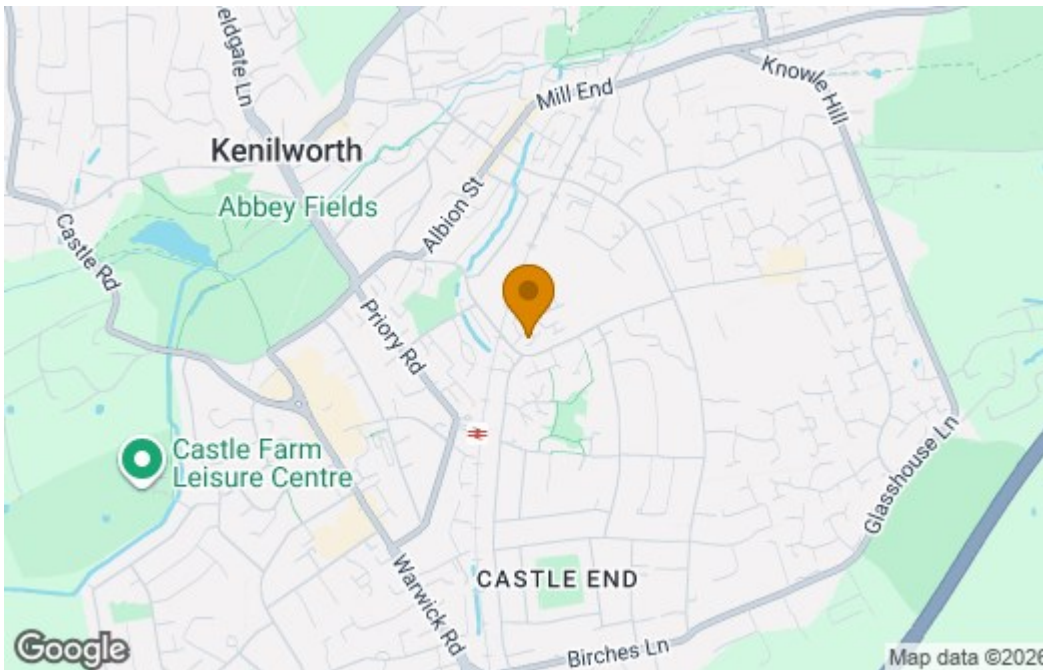 eldgate Ln
Mill End
Knowle Hill
Kenilworth
Abbey Fields
Albion St
Castle Rd
Priory Rd
Castle Farm
Leisure Centre
Glasshouse Ln
CASTLE END
Warwick Rd
Birches Ln
Google
Map data ©2026